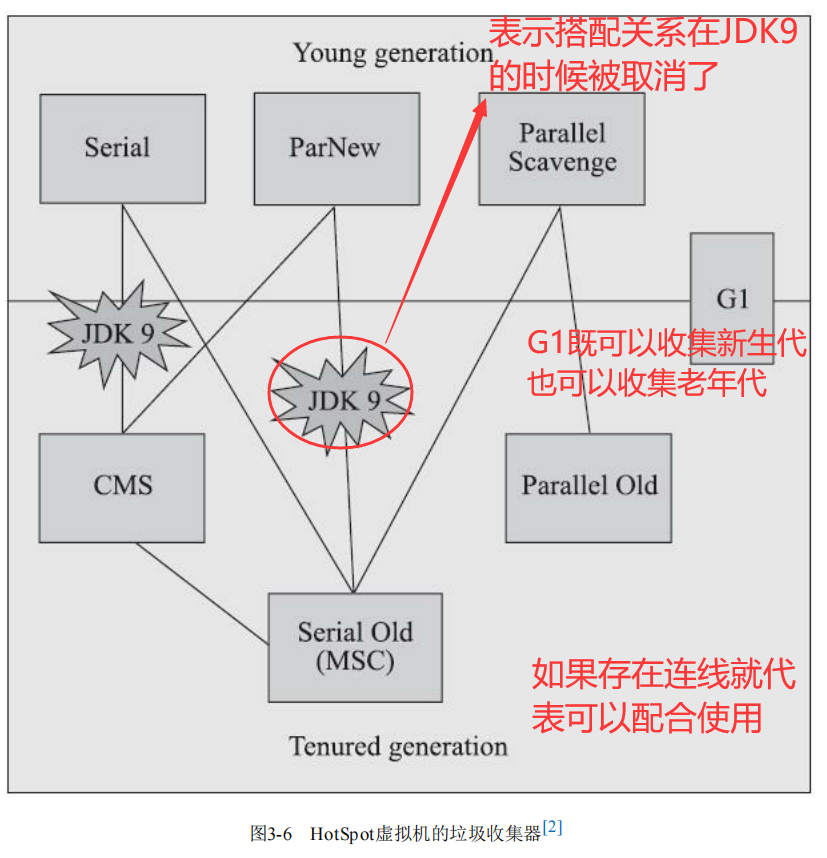 表示搭配关系在JDK9
的时候被取消了
Young generation
Serial
ParNew
Parallel
Scavenge
G1
JDK 9
G1既可以收集新生代
也可以收集老年代
JDK 9
CMS
Parallel Old
Serial Old
(MSC)
如果存在连线就代
表可以配合使用
Tenured generation
图3-6 HotSpot虚拟机的垃圾收集器[2]